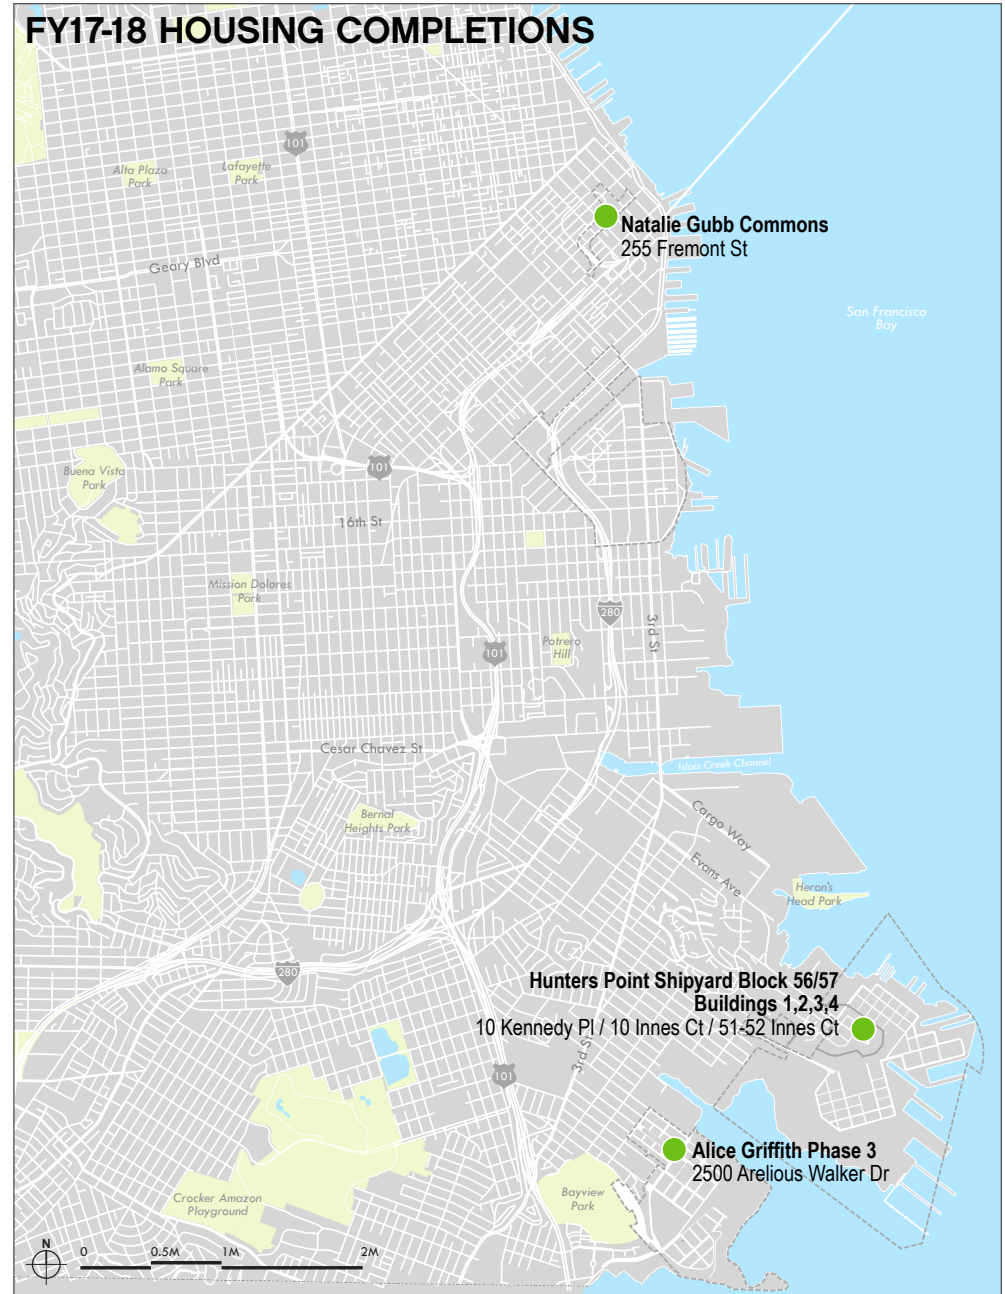 FY17-18 HOUSING COMPLETIONS
101
Alta Plaza
Park
Lafayette
Park
Natalie Gubb Commons
255 Fremont St
Geary Blvd
San Francisco
Bay
Alamo Square
Park
Buena Vista
Park
101
16th St
Mission Dolores
Park
280
3rd St
Potrero
Hill
101
Cesar Chavez St
Islais Creek Channel
Bernal
Heights Park
Cargo Way
Evans Ave
Heron's
Head Park
280
Hunters Point Shipyard Block 56/57
Buildings 1,2,3,4
10 Kennedy Pl / 10 Innes Ct / 51-52 Innes Ct
3rd St
101
Alice Griffith Phase 3
2500 Arelious Walker Dr
Crocker Amazon
Playground
Bayview
Park
N
0 0.5M 1M 2M